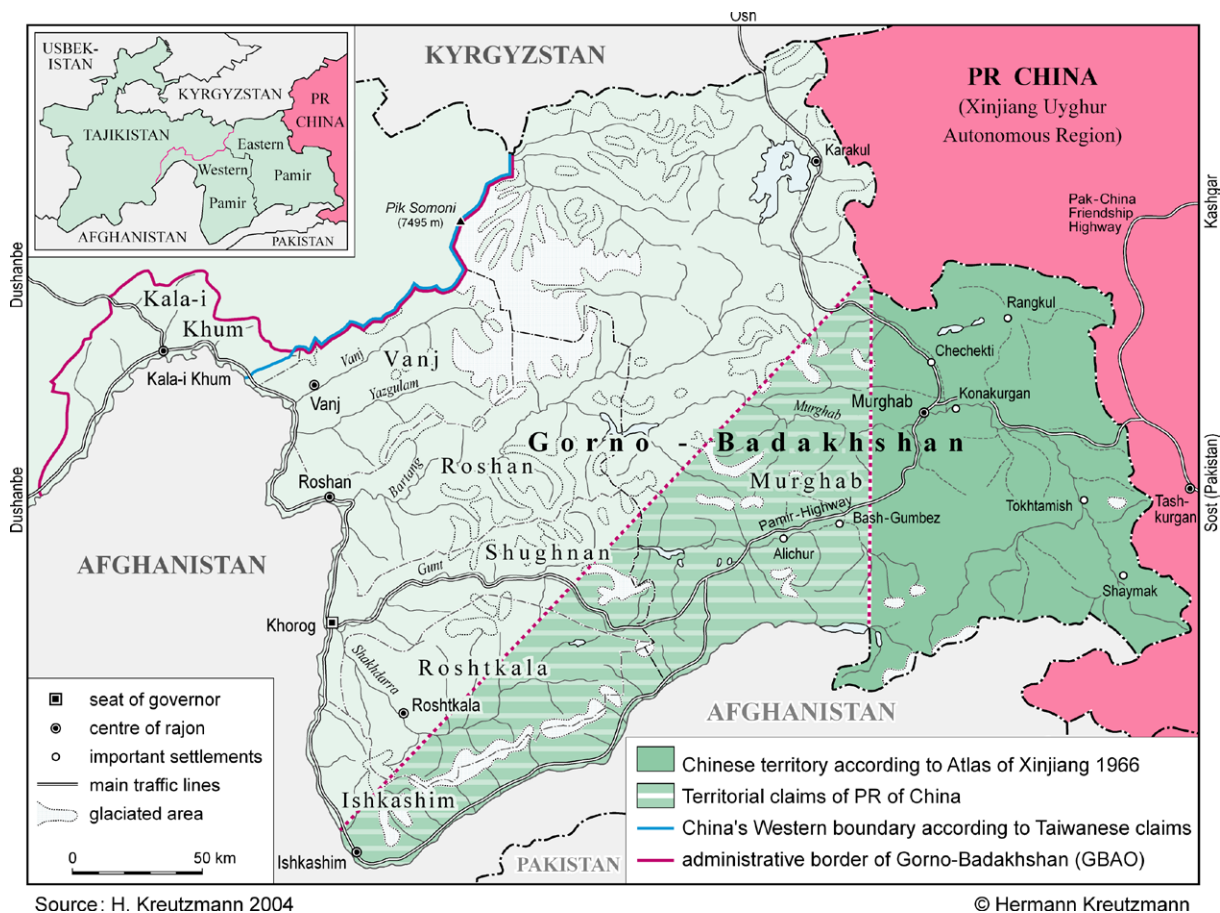 Osh
USBEK-
ISTAN
KYRGYZSTAN
PR
CHINA
TAJIKISTAN
Eastern
Western
Pamir
Pamir
AFGHANISTAN
PAKISTAN
KYRGYZSTAN
PR CHINA
(Xinjiang Uyghur
Autonomous Region)
Karakul
Pik Somoni
(7495 m)
Pak-China
Friendship
Highway
Kashgar
Dushanbe
Kala-i
Khum
Kala-i Khum
Vanj
Vanj
Yazgulam
Vanj
Rangkul
Chechekti
Murghab
Murghab
Konakurgan
Gorno - Badakhshan
Bartang
Roshan
Murghab
Roshan
Dushanbe
Pamir-Highway
Bash-Gumbez
Alichur
Tokhtamish
Tash-
kurgan
Sost (Pakistan)
AFGHANISTAN
Shughnan
Gunt
Shaymak
Khorog
Shakhdarra
Roshtkala
Roshtkala
AFGHANISTAN
Ishkashim
Ishkashim
PAKISTAN
seat of governor
centre of rajon
important settlements
main traffic lines
glaciated area
0 50 km
Chinese territory according to Atlas of Xinjiang 1966
Territorial claims of PR of China
China's Western boundary according to Taiwanese claims
administrative border of Gorno-Badakhshan (GBAO)
Source: H. Kreutzmann 2004
© Hermann Kreutzmann